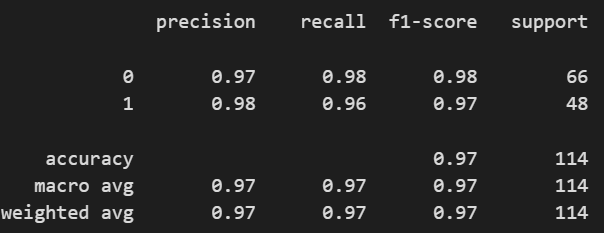 precision recall f1-score support
0 0.97 0.98 0.98 66
1 0.98 0.96 0.97 48
accuracy 0.97 114
macro avg 0.97 0.97 0.97 114
weighted avg 0.97 0.97 0.97 114